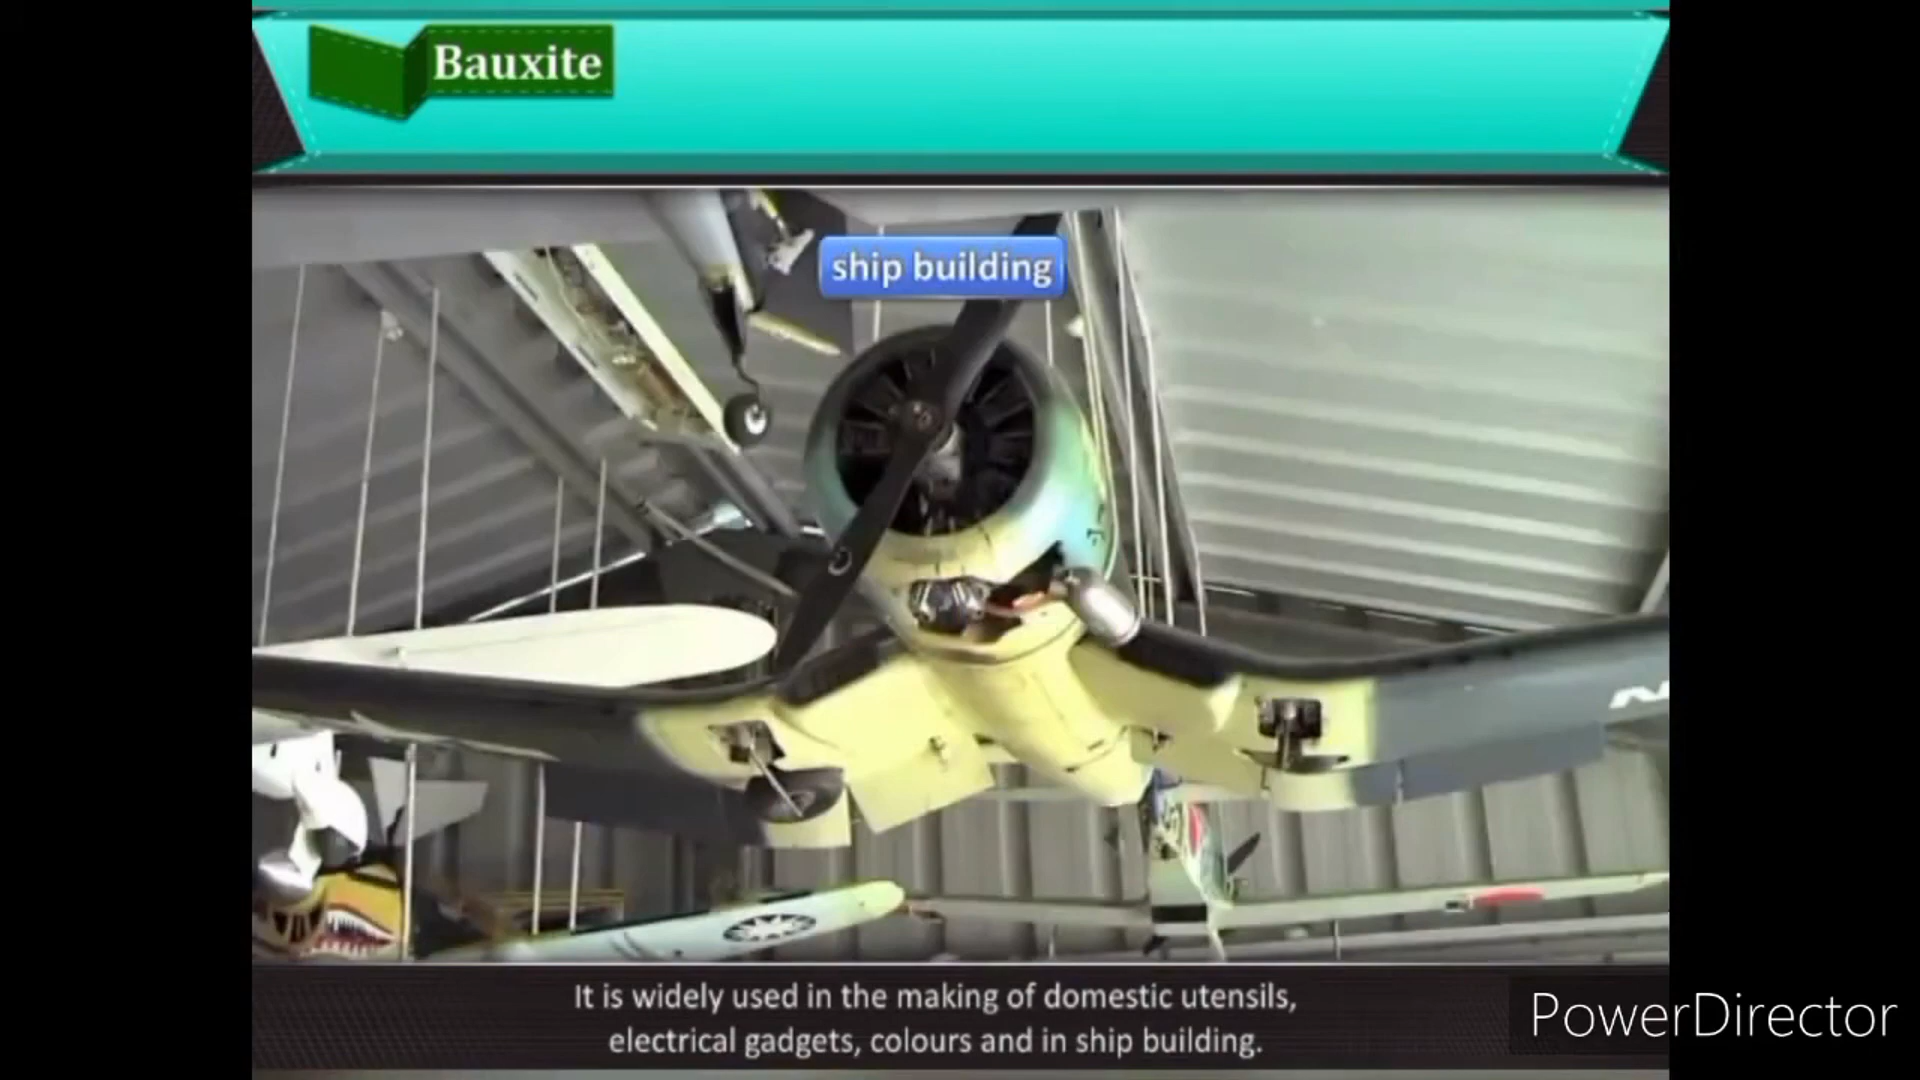 Bauxite
ship building
It is widely used in the making of domestic utensils,
electrical gadgets, colours and in ship building.
PowerDirector